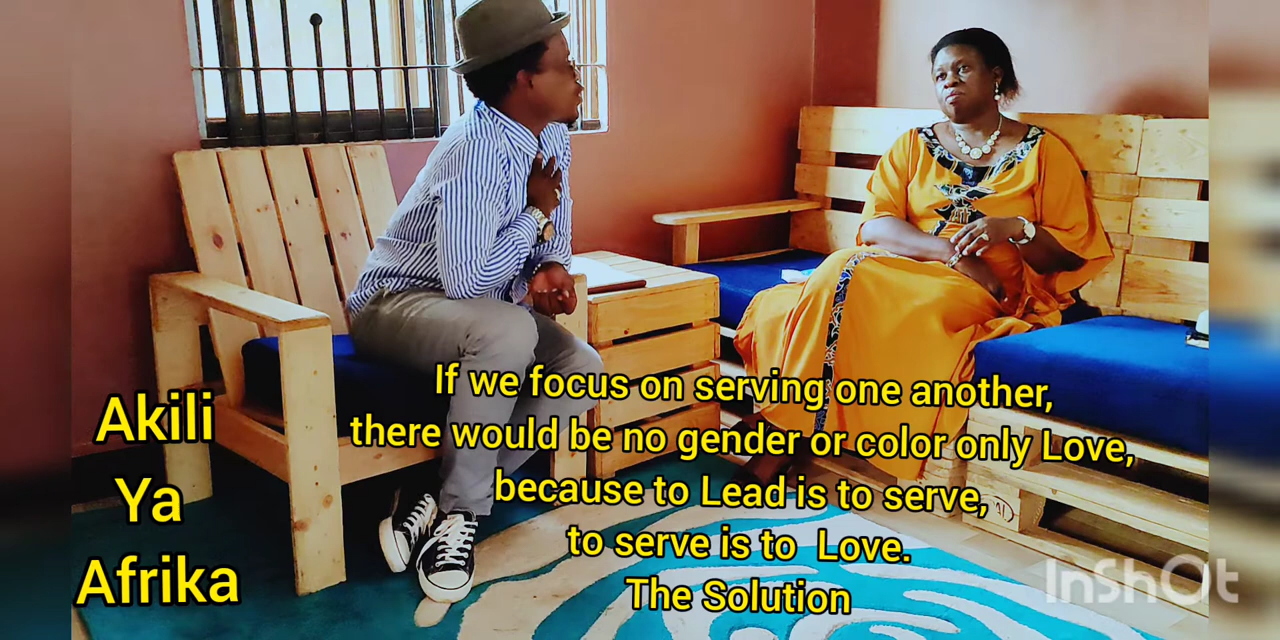 Akili
Ya
Afrika
If we focus on serving one another,
there would be no gender or color only Love,
because to Lead is to serve,
to serve is to Love.
The Solution
InShOt